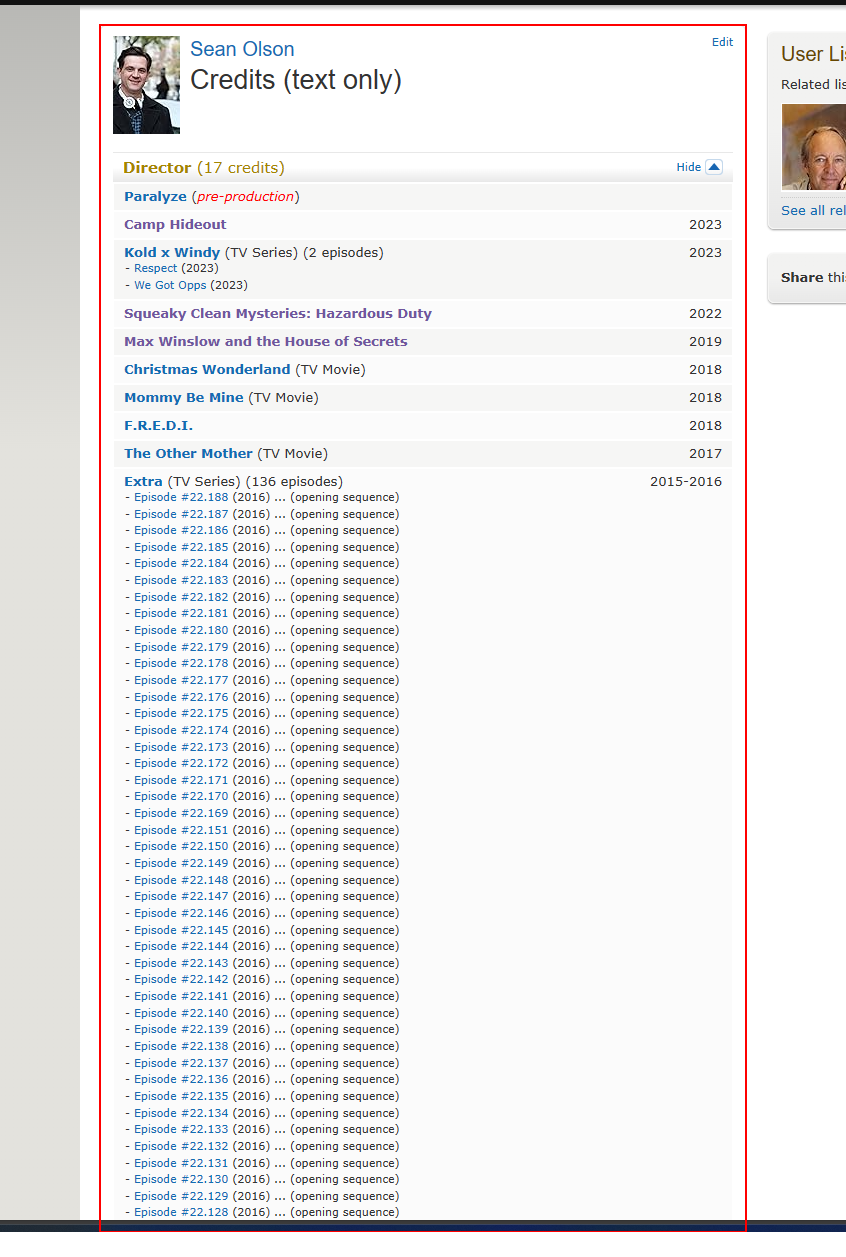 Sean Olson
Edit
Credits (text only)
Director (17 credits)
Hide
Paralyze (pre-production)
Camp Hideout 2023
Kold x Windy (TV Series) (2 episodes) 2023
- Respect (2023)
- We Got Opps (2023)
Squeaky Clean Mysteries: Hazardous Duty 2022
Max Winslow and the House of Secrets 2019
Christmas Wonderland (TV Movie) 2018
Mommy Be Mine (TV Movie) 2018
F.R.E.D.I. 2018
The Other Mother (TV Movie) 2017
Extra (TV Series) (136 episodes) 2015-2016
- Episode #22.188 (2016) ... (opening sequence)
- Episode #22.187 (2016) ... (opening sequence)
- Episode #22.186 (2016) ... (opening sequence)
- Episode #22.185 (2016) ... (opening sequence)
- Episode #22.184 (2016) ... (opening sequence)
- Episode #22.183 (2016) ... (opening sequence)
- Episode #22.182 (2016) ... (opening sequence)
- Episode #22.181 (2016) ... (opening sequence)
- Episode #22.180 (2016) ... (opening sequence)
- Episode #22.179 (2016) ... (opening sequence)
- Episode #22.178 (2016) ... (opening sequence)
- Episode #22.177 (2016) ... (opening sequence)
- Episode #22.176 (2016) ... (opening sequence)
- Episode #22.175 (2016) ... (opening sequence)
- Episode #22.174 (2016) ... (opening sequence)
- Episode #22.173 (2016) ... (opening sequence)
- Episode #22.172 (2016) ... (opening sequence)
- Episode #22.171 (2016) ... (opening sequence)
- Episode #22.170 (2016) ... (opening sequence)
- Episode #22.169 (2016) ... (opening sequence)
- Episode #22.151 (2016) ... (opening sequence)
- Episode #22.150 (2016) ... (opening sequence)
- Episode #22.149 (2016) ... (opening sequence)
- Episode #22.148 (2016) ... (opening sequence)
- Episode #22.147 (2016) ... (opening sequence)
- Episode #22.146 (2016) ... (opening sequence)
- Episode #22.145 (2016) ... (opening sequence)
- Episode #22.144 (2016) ... (opening sequence)
- Episode #22.143 (2016) ... (opening sequence)
- Episode #22.142 (2016) ... (opening sequence)
- Episode #22.141 (2016) ... (opening sequence)
- Episode #22.140 (2016) ... (opening sequence)
- Episode #22.139 (2016) ... (opening sequence)
- Episode #22.138 (2016) ... (opening sequence)
- Episode #22.137 (2016) ... (opening sequence)
- Episode #22.136 (2016) ... (opening sequence)
- Episode #22.135 (2016) ... (opening sequence)
- Episode #22.134 (2016) ... (opening sequence)
- Episode #22.133 (2016) ... (opening sequence)
- Episode #22.132 (2016) ... (opening sequence)
- Episode #22.131 (2016) ... (opening sequence)
- Episode #22.130 (2016) ... (opening sequence)
- Episode #22.129 (2016) ... (opening sequence)
- Episode #22.128 (2016) ... (opening sequence)
User Li
Related lis
See all rel
Share this